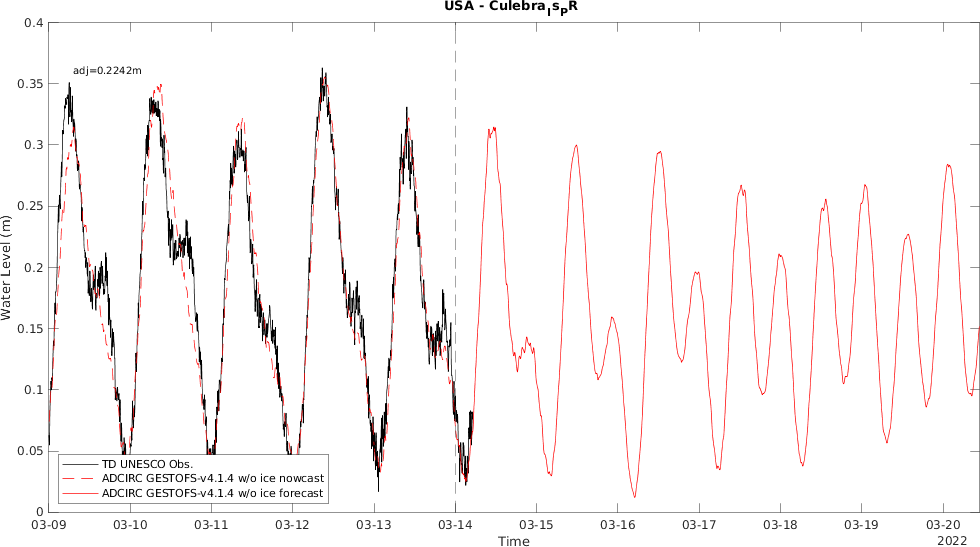 USA - CulebraIsPR
0.4
0.35
0.3
0.25
0.2
0.15
0.1
0.05
0
Water Level (m)
adj=0.2242m
TD UNESCO Obs.
ADCIRC GESTOFS-v4.1.4 w/o ice nowcast
ADCIRC GESTOFS-v4.1.4 w/o ice forecast
03-09 03-10 03-11 03-12 03-13 03-14 03-15 03-16 03-17 03-18 03-19 03-20
Time
2022